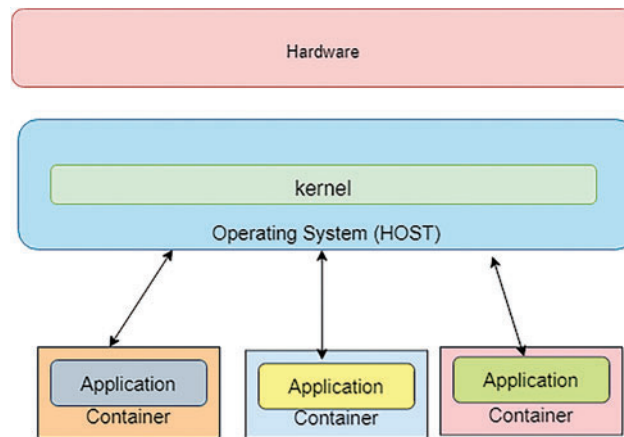 Hardware
kernel
Operating System (HOST)
Application
Container
Application
Container
Application
Container